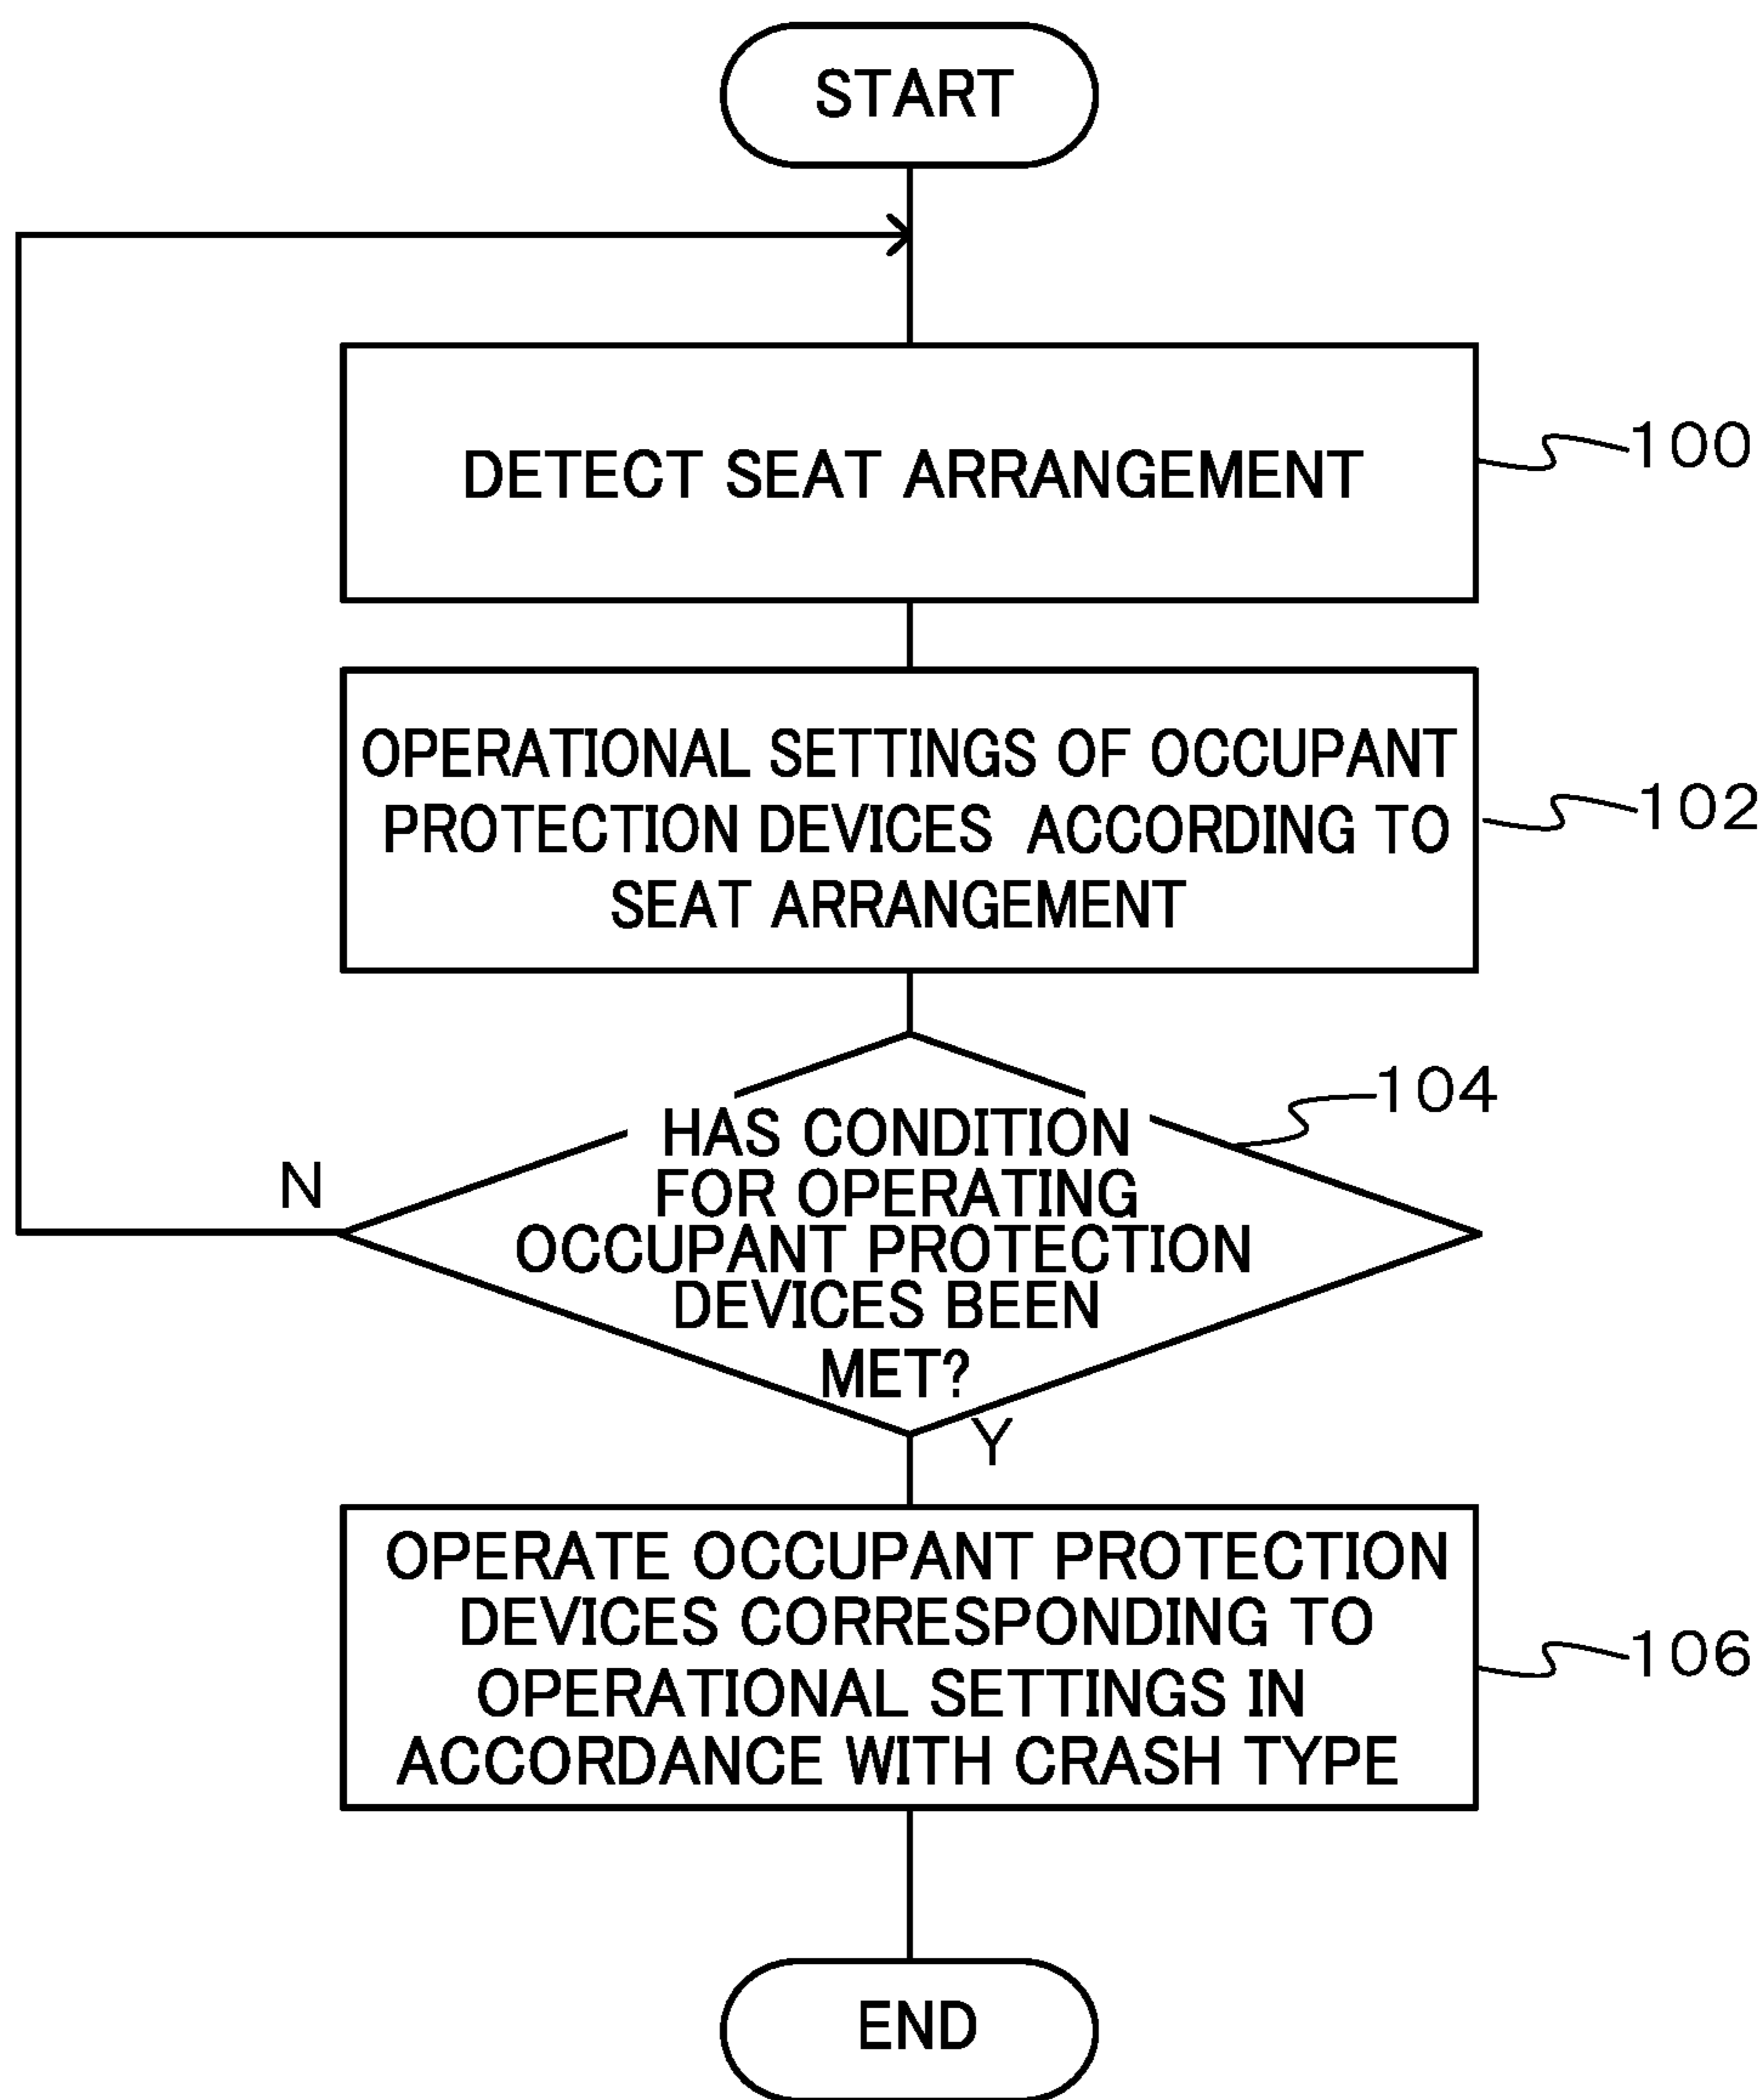 START
DETECT SEAT ARRANGEMENT
100
OPERATIONAL SETTINGS OF OCCUPANT
PROTECTION DEVICES ACCORDING TO
SEAT ARRANGEMENT
102
HAS CONDITION
FOR OPERATING
OCCUPANT PROTECTION
DEVICES BEEN
MET?
104
N
Y
OPERATE OCCUPANT PROTECTION
DEVICES CORRESPONDING TO
OPERATIONAL SETTINGS IN
ACCORDANCE WITH CRASH TYPE
106
END